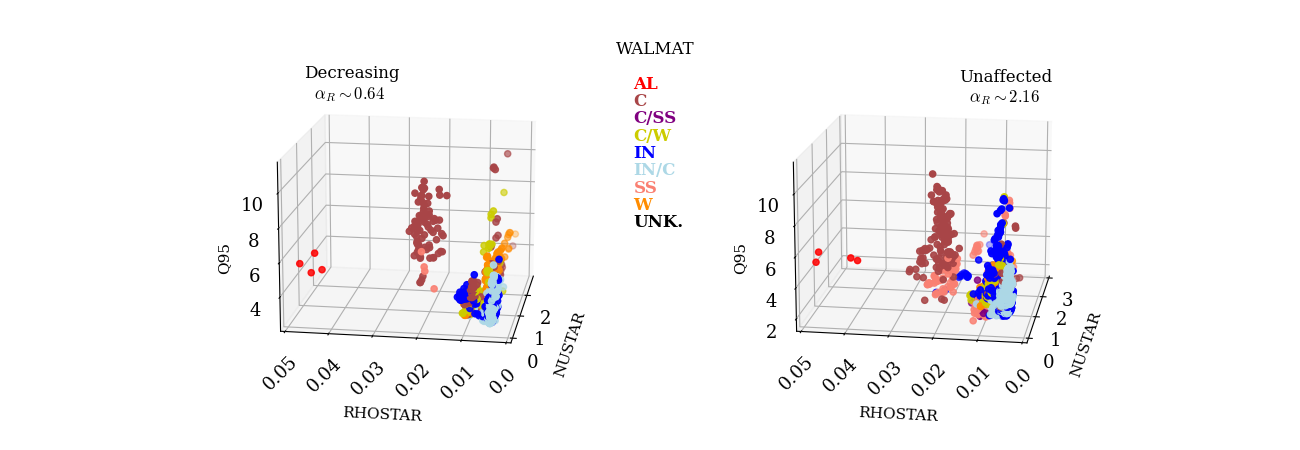 WALMAT
AL
C
C/SS
C/W
IN
IN/C
SS
W
UNK.
Decreasing
α_R ∼ 0.64
Q95
10
8
6
4
0.05
0.04
0.03
0.02
0.01
0.0
RHOSTAR
2
1
0
NUSTAR
Unaffected
α_R ∼ 2.16
Q95
10
8
6
4
2
0.05
0.04
0.03
0.02
0.01
0.0
RHOSTAR
3
2
1
0
NUSTAR